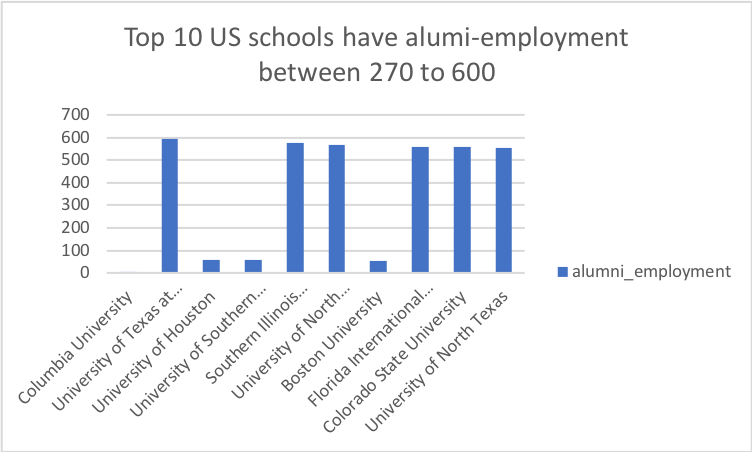 Top 10 US schools have alumi-employment
between 270 to 600
700
600
500
400
300
200
100
0
Columbia University
University of Texas at...
University of Houston
University of Southern...
Southern Illinois...
University of North...
Boston University
Florida International...
Colorado State University
University of North Texas
alumni_employment